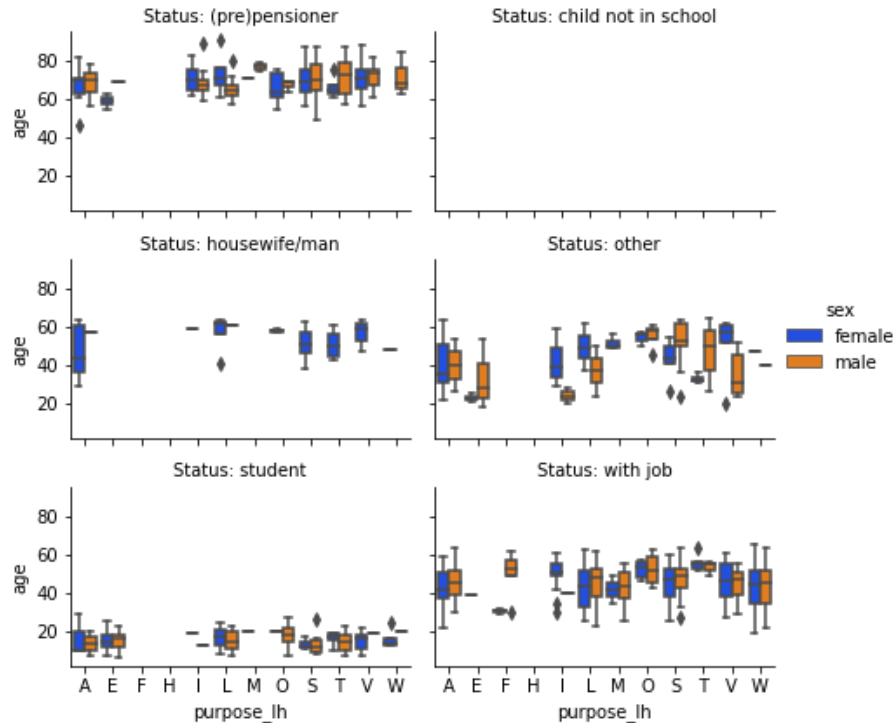 Status: (pre)pensioner
Status: child not in school
80
60
40
20
age
Status: housewife/man
Status: other
80
60
40
20
age
sex
female
male
Status: student
Status: with job
80
60
40
20
age
A E F H I L M O S T V W
A E F H I L M O S T V W
purpose_lh
purpose_lh